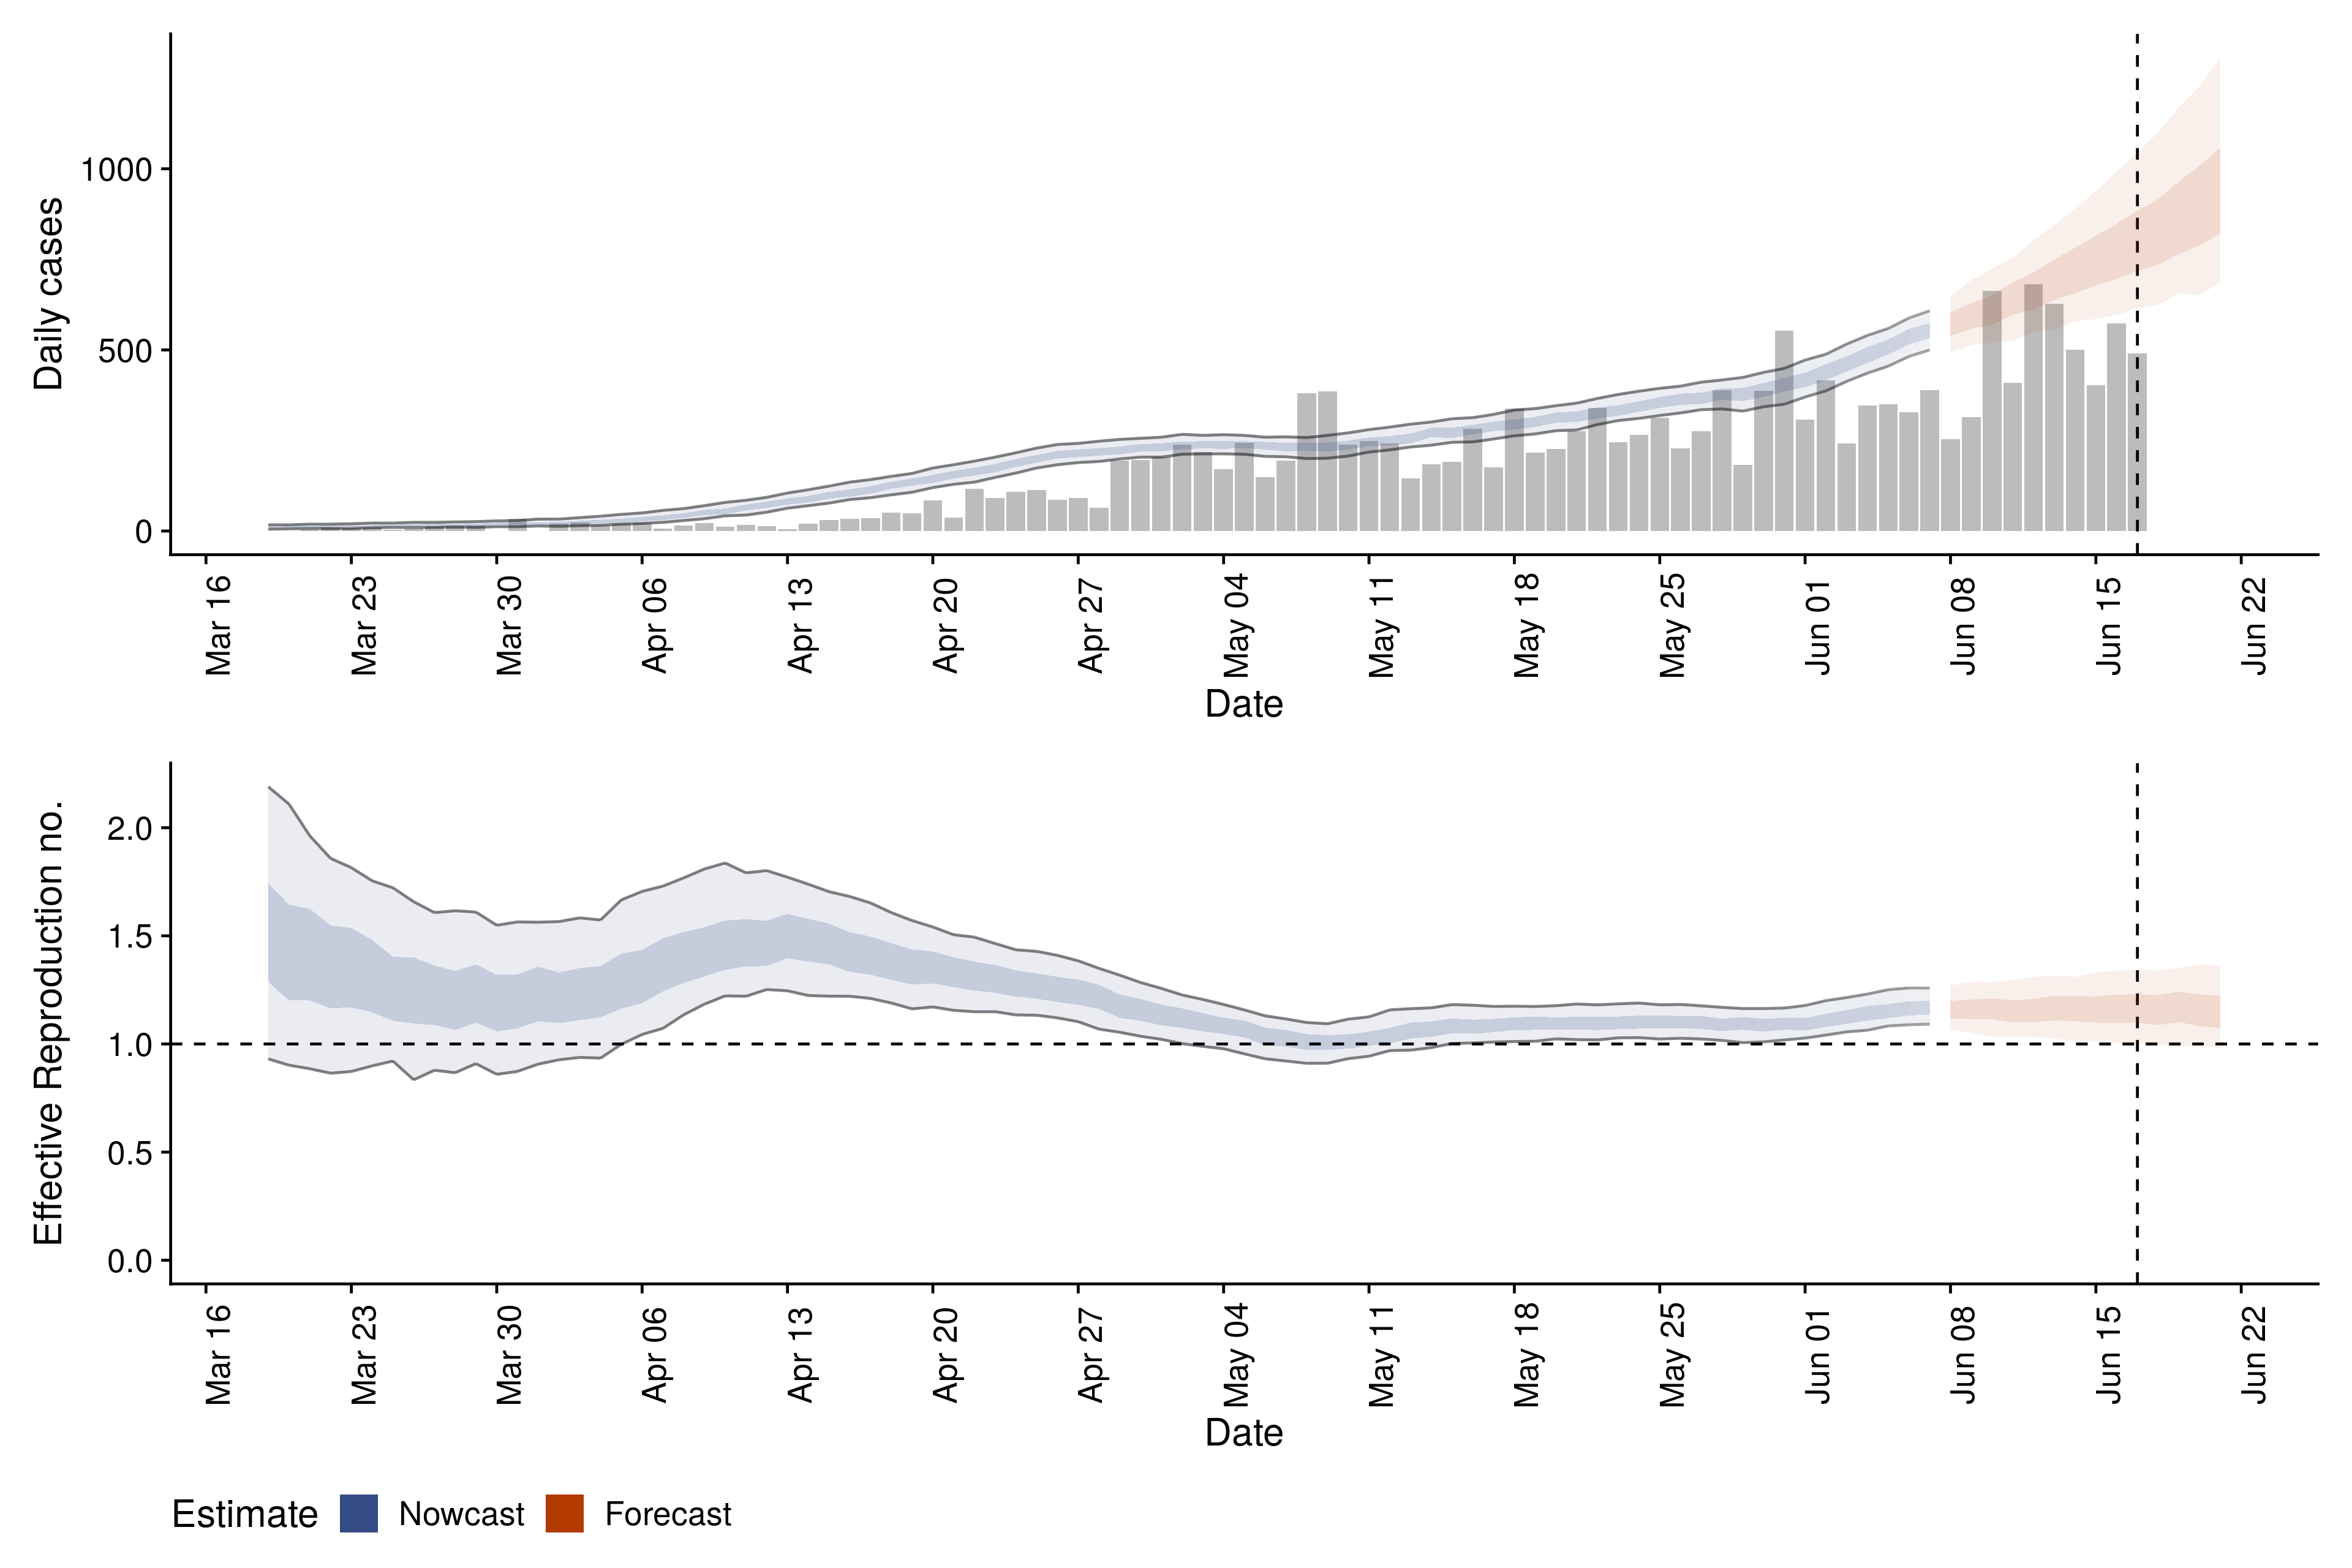 Daily cases
1000
500
0
Mar 16 Mar 23 Mar 30 Apr 06 Apr 13 Apr 20 Apr 27 May 04 May 11 May 18 May 25 Jun 01 Jun 08 Jun 15 Jun 22
Date
Effective Reproduction no.
2.0
1.5
1.0
0.5
0.0
Mar 16 Mar 23 Mar 30 Apr 06 Apr 13 Apr 20 Apr 27 May 04 May 11 May 18 May 25 Jun 01 Jun 08 Jun 15 Jun 22
Date
Estimate Nowcast Forecast